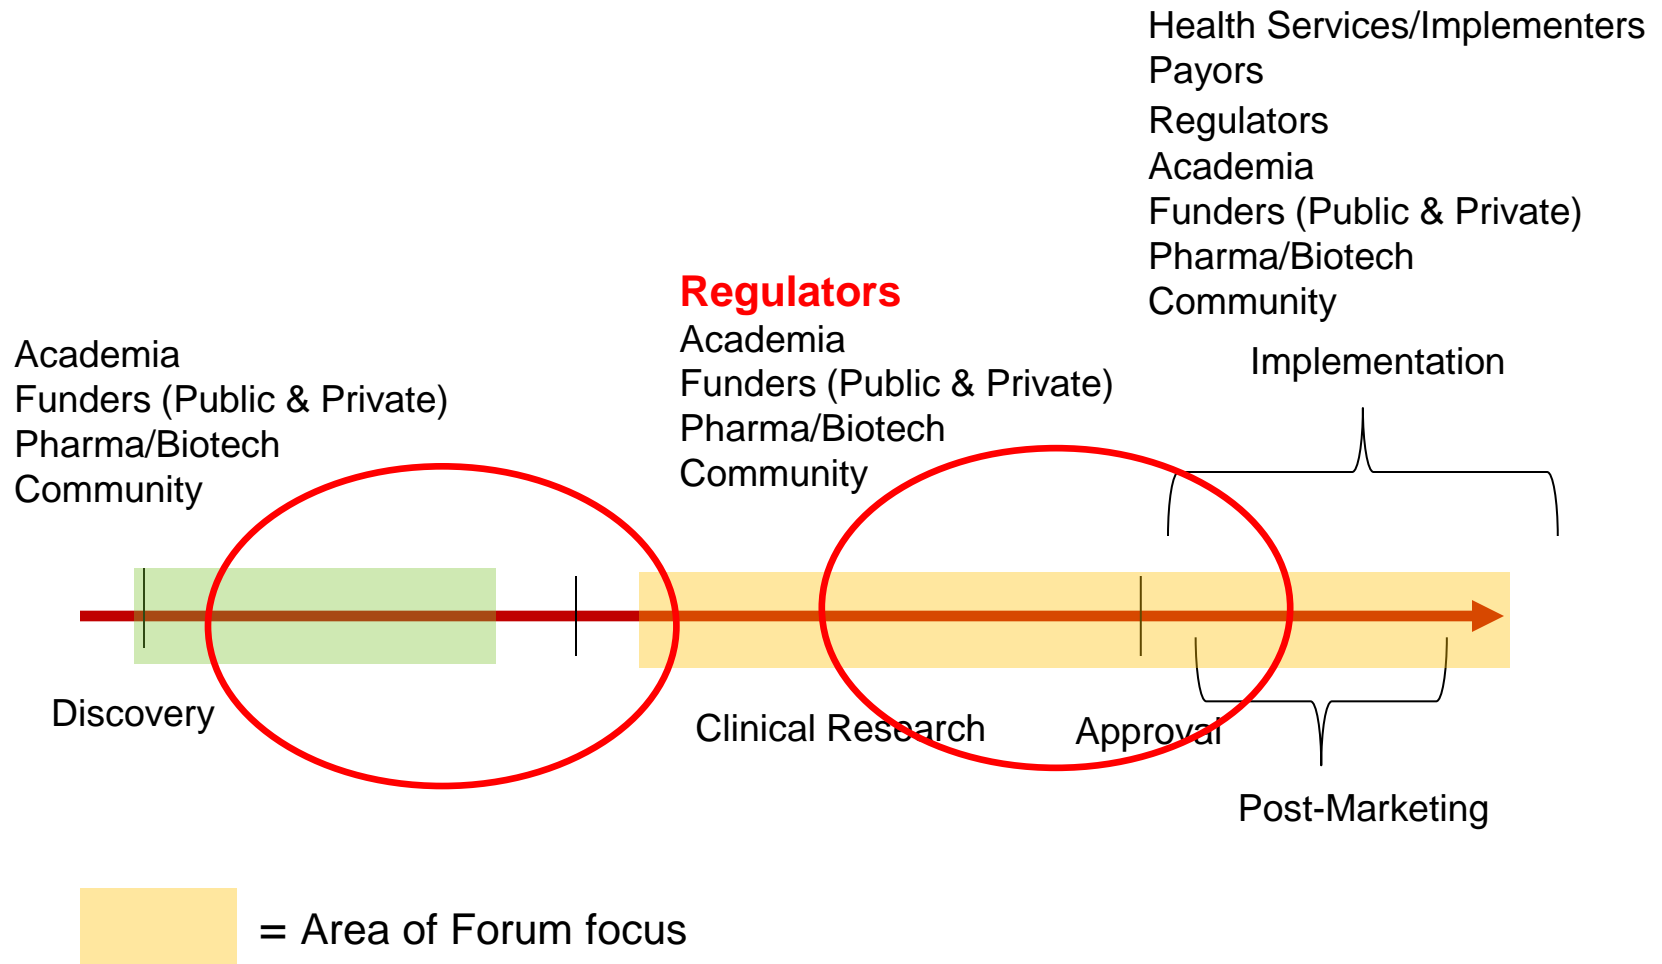 Health Services/Implementers
Payors
Regulators
Academia
Funders (Public & Private)
Pharma/Biotech
Community
Regulators
Academia
Funders (Public & Private)
Pharma/Biotech
Community
Academia
Funders (Public & Private)
Pharma/Biotech
Community
Implementation
Discovery
Clinical Research
Approval
Post-Marketing
= Area of Forum focus